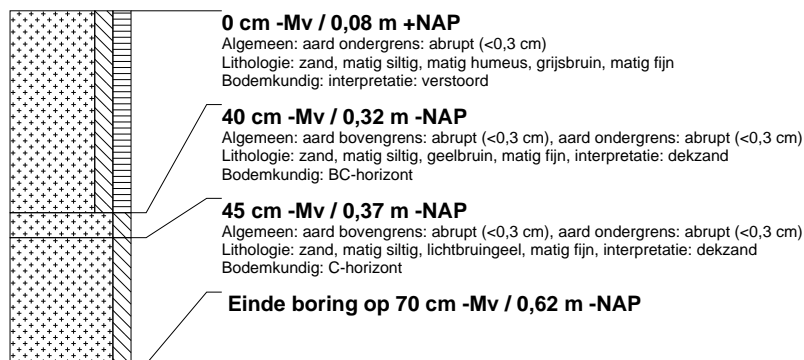 0 cm -Mv / 0,08 m +NAP
Algemeen: aard ondergrens: abrupt (<0,3 cm)
Lithologie: zand, matig siltig, matig humeus, grijsbruin, matig fijn
Bodemkundig: interpretatie: verstoord
40 cm -Mv / 0,32 m -NAP
Algemeen: aard bovengrens: abrupt (<0,3 cm), aard ondergrens: abrupt (<0,3 cm)
Lithologie: zand, matig siltig, geelbruin, matig fijn, interpretatie: dekzand
Bodemkundig: BC-horizont
45 cm -Mv / 0,37 m -NAP
Algemeen: aard bovengrens: abrupt (<0,3 cm), aard ondergrens: abrupt (<0,3 cm)
Lithologie: zand, matig siltig, lichtbruingeel, matig fijn, interpretatie: dekzand
Bodemkundig: C-horizont
Einde boring op 70 cm -Mv / 0,62 m -NAP